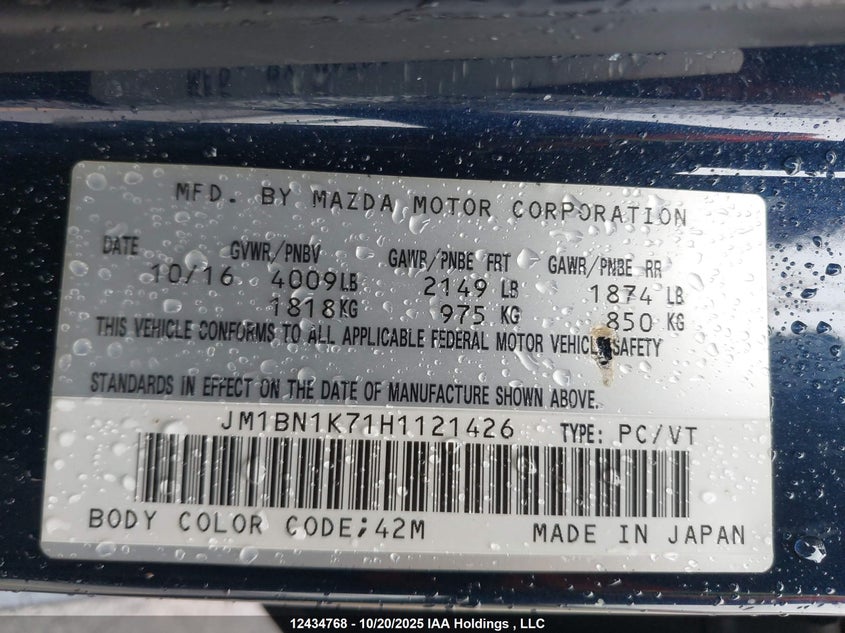 MFD. BY MAZDA MOTOR CORPORATION
DATE GVWR/PNBV GAWR/PNBE FRT GAWR/PNBE RR
10/16 4009LB 2149 LB 1874 LB
1818KG 975 KG 850 KG
THIS VEHICLE CONFORMS TO ALL APPLICABLE FEDERAL MOTOR VEHICLE SAFETY
STANDARDS IN EFFECT ON THE DATE OF MANUFACTURE SHOWN ABOVE.
JM1BN1K71H1121426 TYPE: PC/VT
BODY COLOR CODE;42M MADE IN JAPAN
12434768 - 10/20/2025 IAA Holdings , LLC